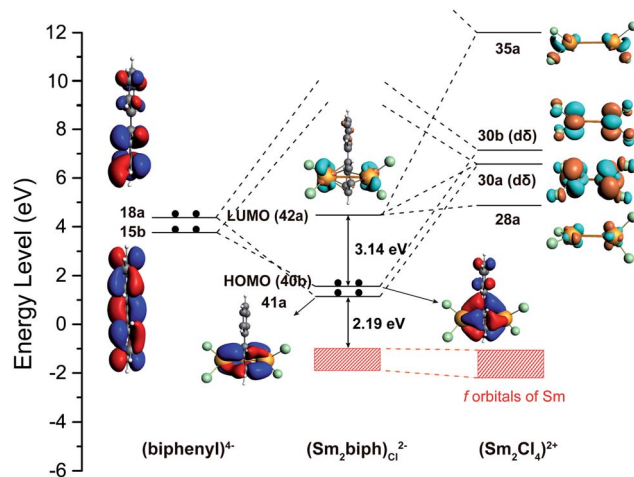 Energy Level (eV)
12
10
8
6
4
2
0
-2
-4
-6
18a
15b
LUMO (42a)
3.14 eV
HOMO (40b)
41a
2.19 eV
35a
30b (dδ)
30a (dδ)
28a
f orbitals of Sm
(biphenyl)⁴⁻
(Sm₂biph)Cl²⁻
(Sm₂Cl₄)²⁺